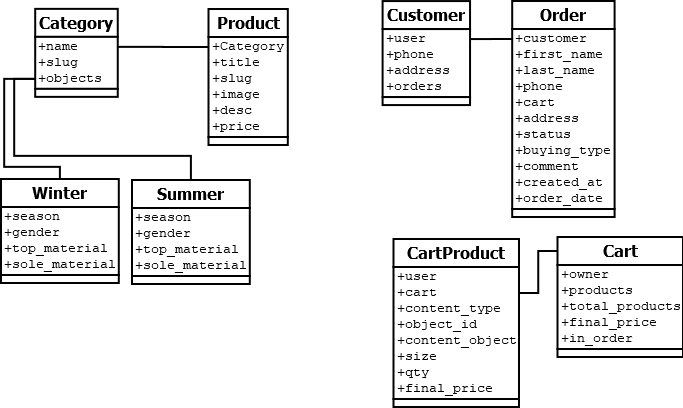 Category
+name
+slug
+objects
Product
+Category
+title
+slug
+image
+desc
+price
Winter
+season
+gender
+top_material
+sole_material
Summer
+season
+gender
+top_material
+sole_material
Customer
+user
+phone
+address
+orders
Order
+customer
+first_name
+last_name
+phone
+cart
+address
+status
+buying_type
+comment
+created_at
+order_date
CartProduct
+user
+cart
+content_type
+object_id
+content_object
+size
+qty
+final_price
Cart
+owner
+products
+total_products
+final_price
+in_order